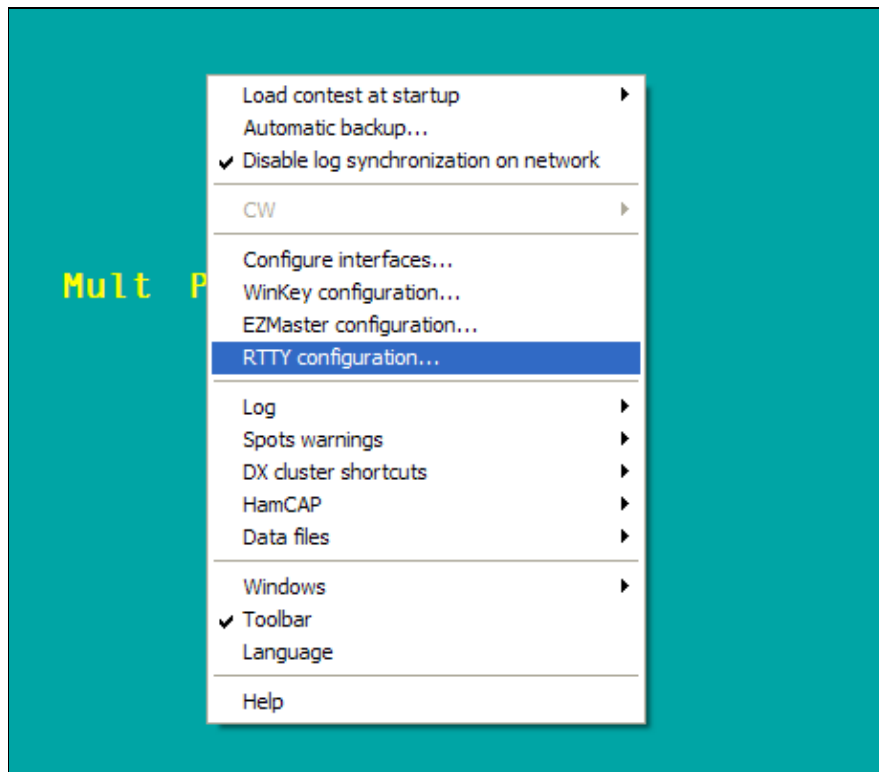 Load contest at startup
Automatic backup...
Disable log synchronization on network
CW
Configure interfaces...
Mult P
WinKey configuration...
EZMaster configuration...
RTTY configuration...
Log
Spots warnings
DX cluster shortcuts
HamCAP
Data files
Windows
Toolbar
Language
Help